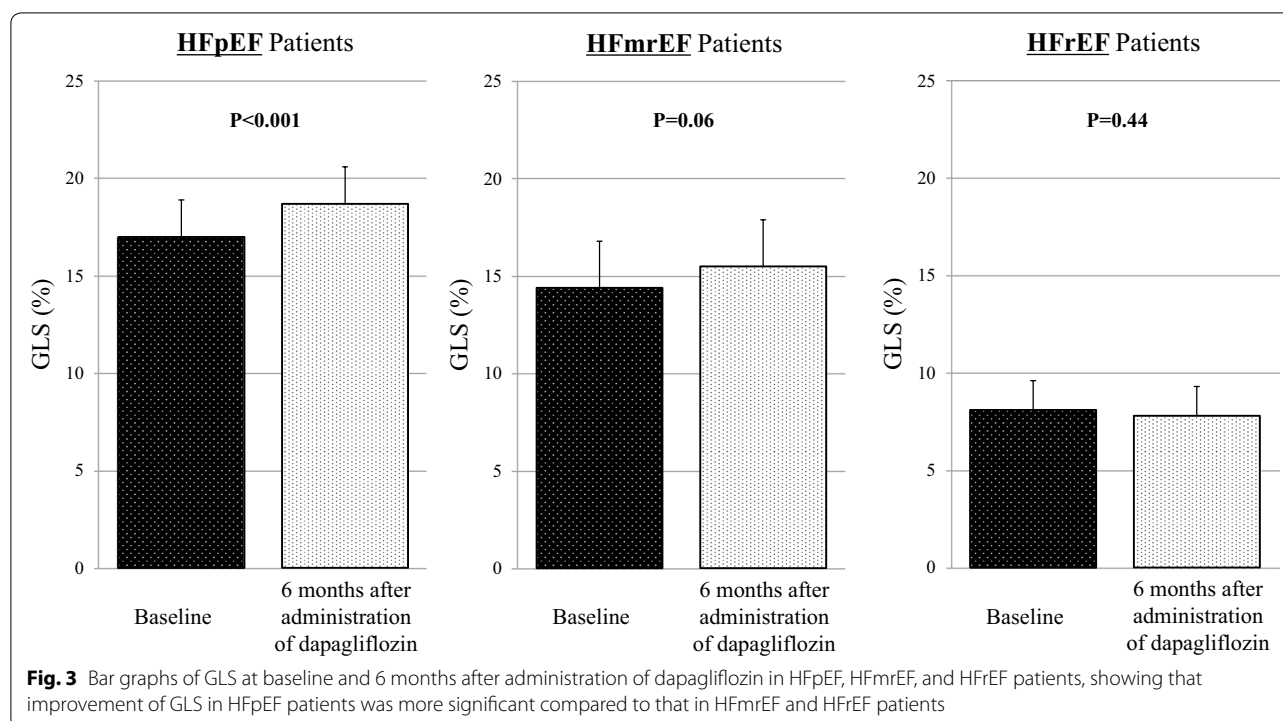 HFpEF Patients
25
20
15
10
5
0
GLS (%)
P<0.001
Baseline
6 months after
administration
of dapagliflozin
HFmrEF Patients
25
20
15
10
5
0
GLS (%)
P=0.06
Baseline
6 months after
administration
of dapagliflozin
HFrEF Patients
25
20
15
10
5
0
GLS (%)
P=0.44
Baseline
6 months after
administration
of dapagliflozin
Fig. 3 Bar graphs of GLS at baseline and 6 months after administration of dapagliflozin in HFpEF, HFmrEF, and HFrEF patients, showing that
improvement of GLS in HFpEF patients was more significant compared to that in HFmrEF and HFrEF patients